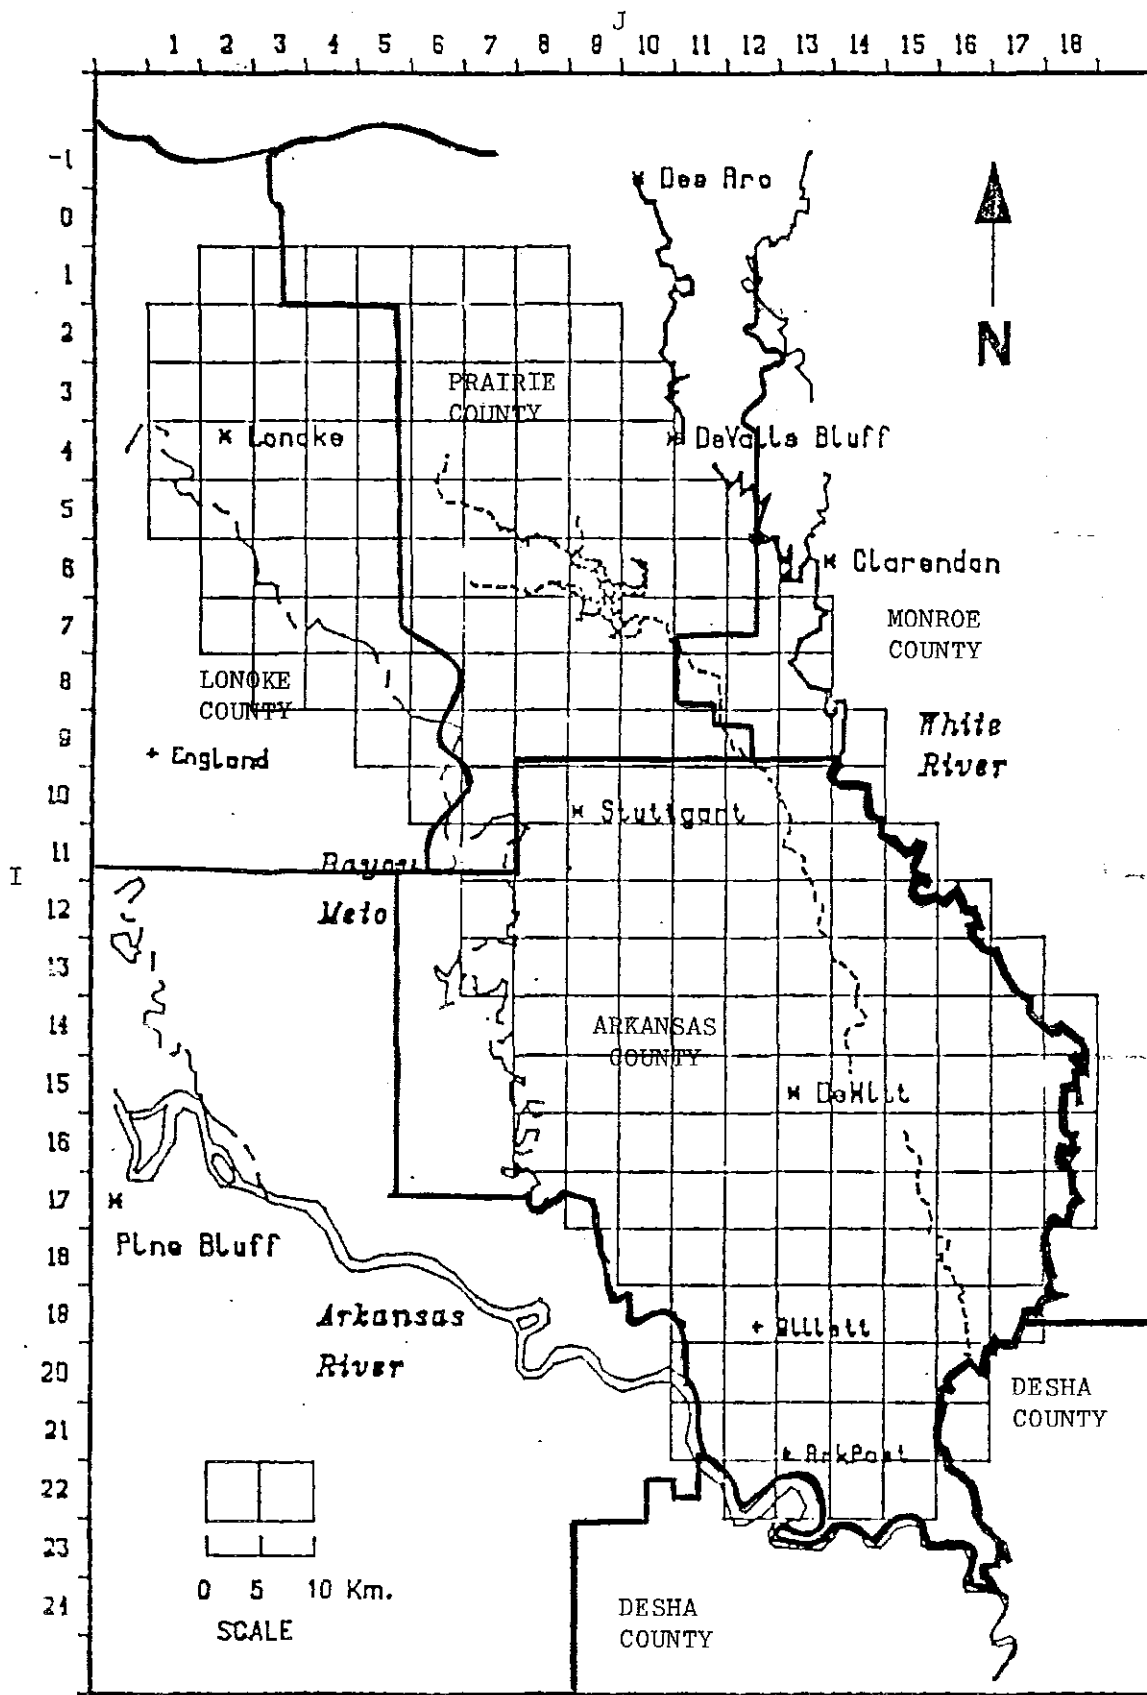 J
1 2 3 4 5 6 7 8 9 10 11 12 13 14 15 16 17 18
-1
Des Arc
0
1
2
N
3
PRAIRIE
COUNTY
4
Lonoke
DeValls Bluff
5
6
Clarendon
7
MONROE
COUNTY
8
LONOKE
COUNTY
9
White
River
England
10
Stuttgart
11
I
Bayou
12
Meto
13
14
ARKANSAS
COUNTY
15
DeWitt
16
17
Pine Bluff
18
18
Arkansas
River
Gillett
20
DESHA
COUNTY
21
ArkPost
22
23
0 5 10 Km.
24
SCALE
DESHA
COUNTY